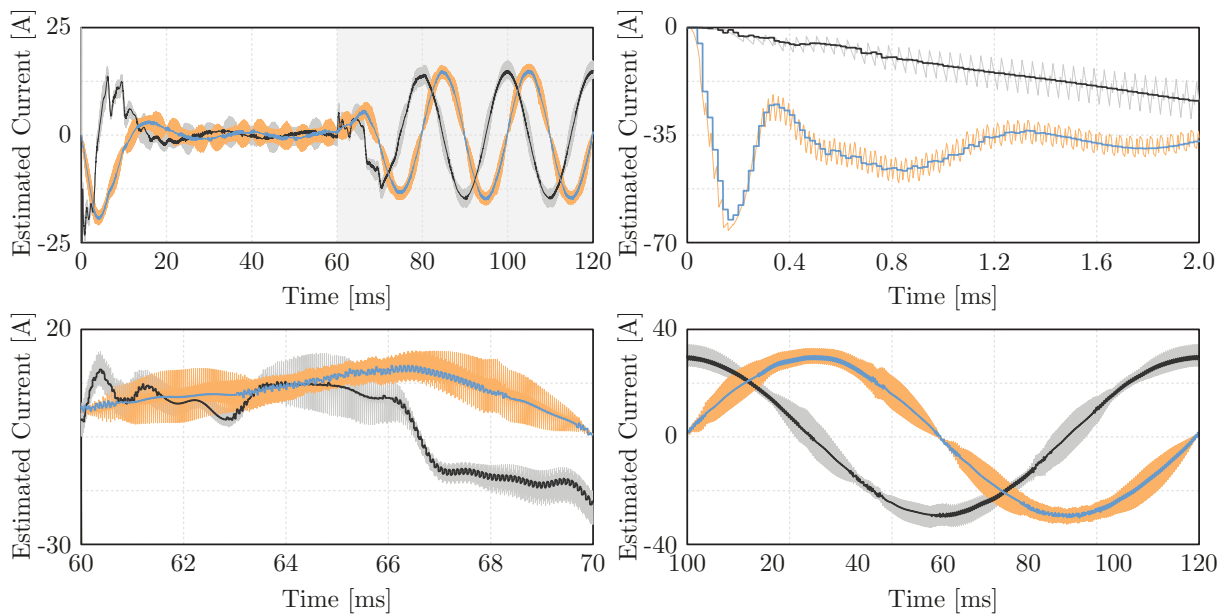 Estimated Current [A]
25
0
-25
0 20 40 60 80 100 120
Time [ms]
Estimated Current [A]
-0
-35
-70
0 0.4 0.8 1.2 1.6 2.0
Time [ms]
Estimated Current [A]
20
-30
60 62 64 66 68 70
Time [ms]
Estimated Current [A]
40
0
-40
100 20 40 60 80 100 120
Time [ms]